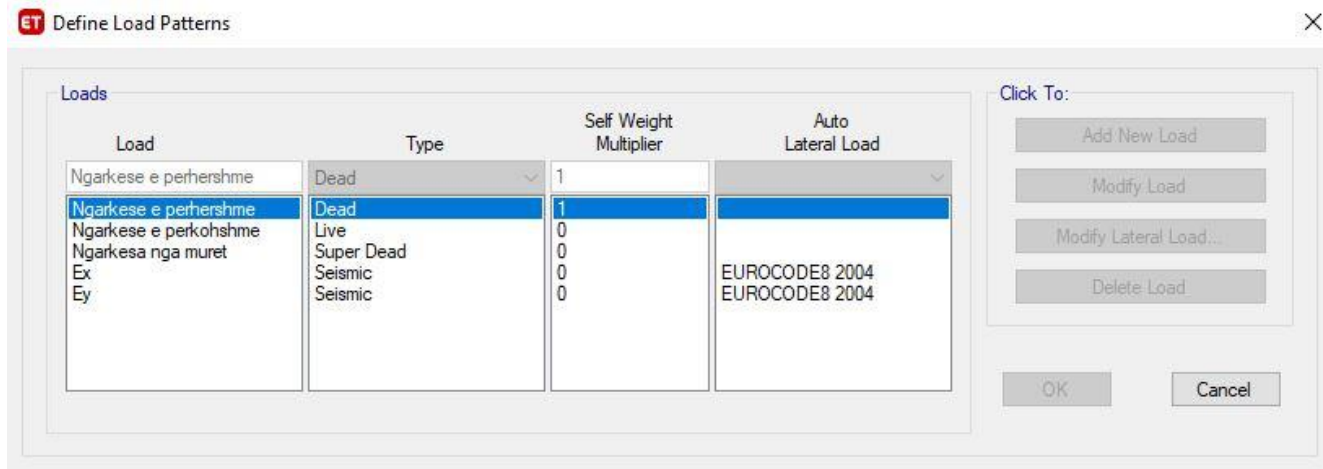 ET Define Load Patterns
Loads
Load Type Self Weight Multiplier Auto Lateral Load
Ngarkese e perhershme Dead 1
Ngarkese e perhershme Dead 1
Ngarkese e perkohshme Live 0
Ngarkesa nga muret Super Dead 0
Ex Seismic 0 EUROCODE8 2004
Ey Seismic 0 EUROCODE8 2004
Click To:
Add New Load
Modify Load
Modify Lateral Load...
Delete Load
OK Cancel